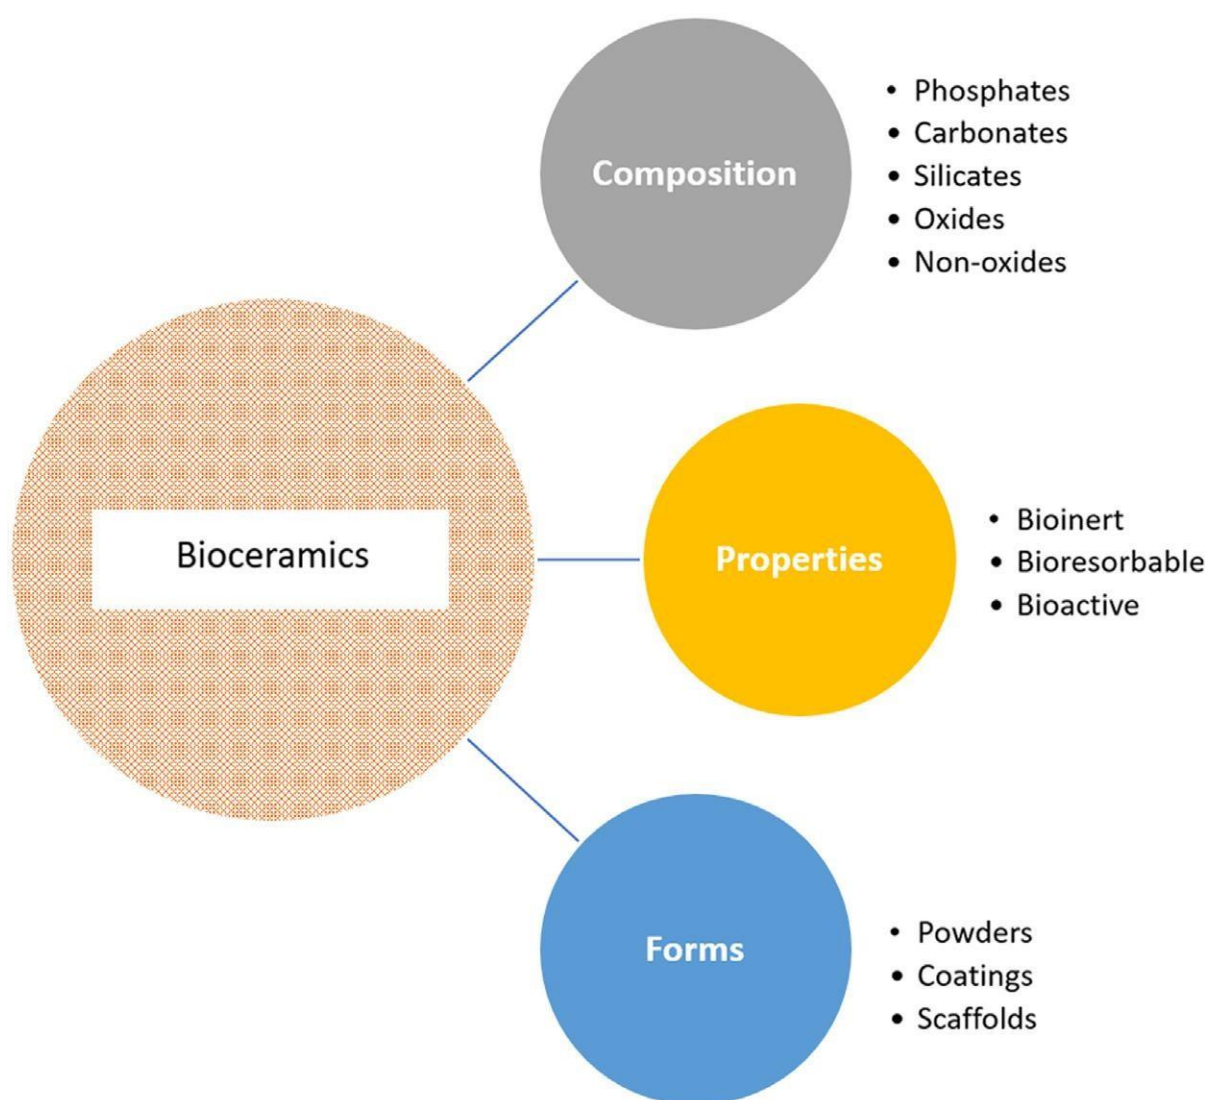 Bioceramics
Composition
• Phosphates
• Carbonates
• Silicates
• Oxides
• Non-oxides
Properties
• Bioinert
• Bioresorbable
• Bioactive
Forms
• Powders
• Coatings
• Scaffolds